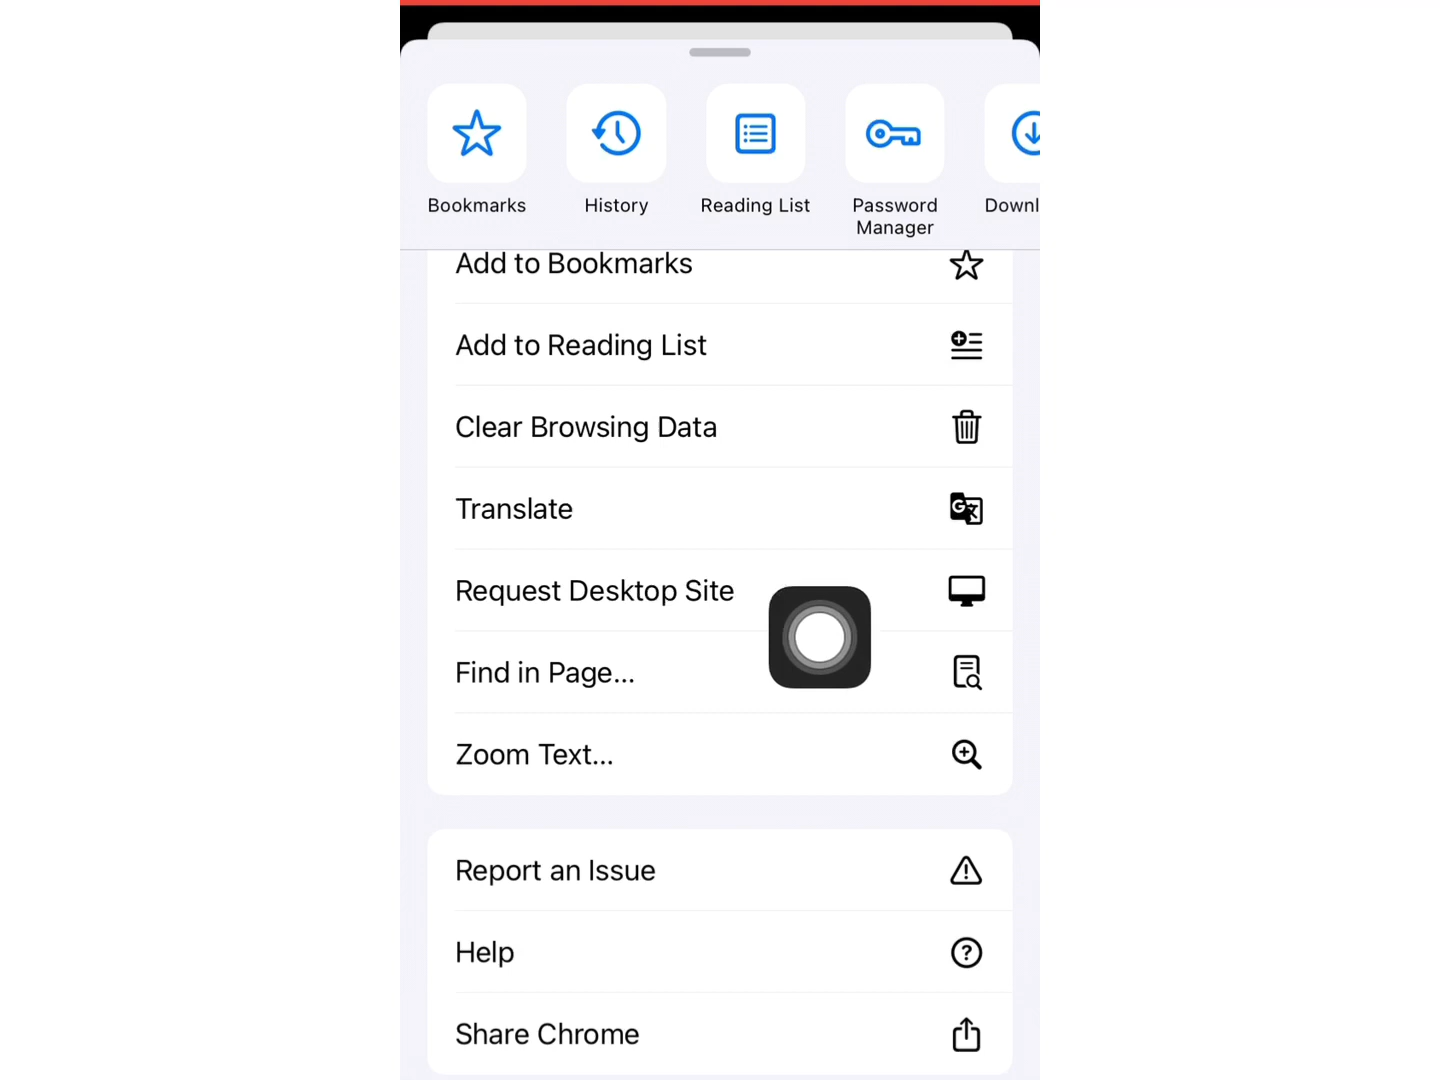 Bookmarks
History
Reading List
Password
Manager
Downl
Add to Bookmarks
Add to Reading List
Clear Browsing Data
Translate
Request Desktop Site
Find in Page...
Zoom Text...
Report an Issue
Help
Share Chrome